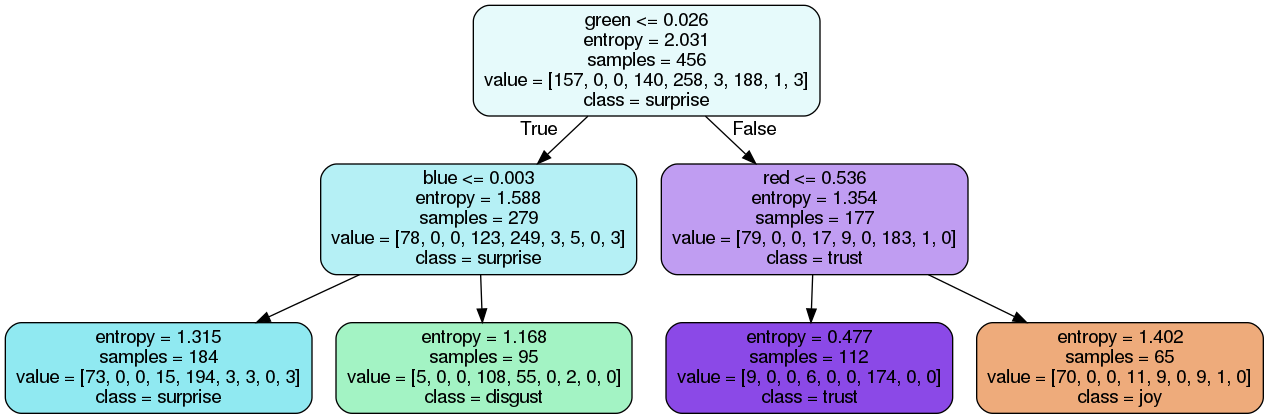 green <= 0.026
entropy = 2.031
samples = 456
value = [157, 0, 0, 140, 258, 3, 188, 1, 3]
class = surprise
True
False
blue <= 0.003
entropy = 1.588
samples = 279
value = [78, 0, 0, 123, 249, 3, 5, 0, 3]
class = surprise
red <= 0.536
entropy = 1.354
samples = 177
value = [79, 0, 0, 17, 9, 0, 183, 1, 0]
class = trust
entropy = 1.315
samples = 184
value = [73, 0, 0, 15, 194, 3, 3, 0, 3]
class = surprise
entropy = 1.168
samples = 95
value = [5, 0, 0, 108, 55, 0, 2, 0, 0]
class = disgust
entropy = 0.477
samples = 112
value = [9, 0, 0, 6, 0, 0, 174, 0, 0]
class = trust
entropy = 1.402
samples = 65
value = [70, 0, 0, 11, 9, 0, 9, 1, 0]
class = joy